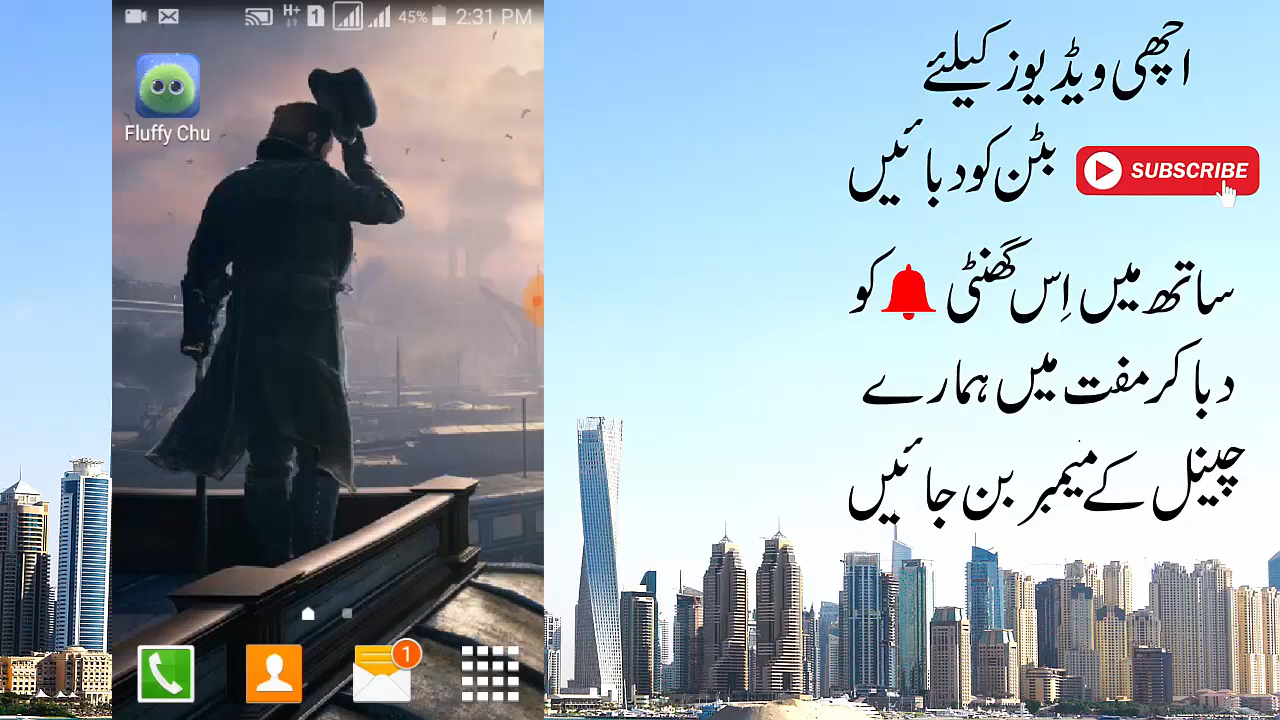 45% 2:31 PM
Fluffy Chu
1
اچھی ویڈیوز کیلئے
SUBSCRIBE بٹن کو دبائیں
ساتھ میں اِس گھنٹی کو
دبا کر مفت میں ہمارے
چینل کے میمبر بن جائیں